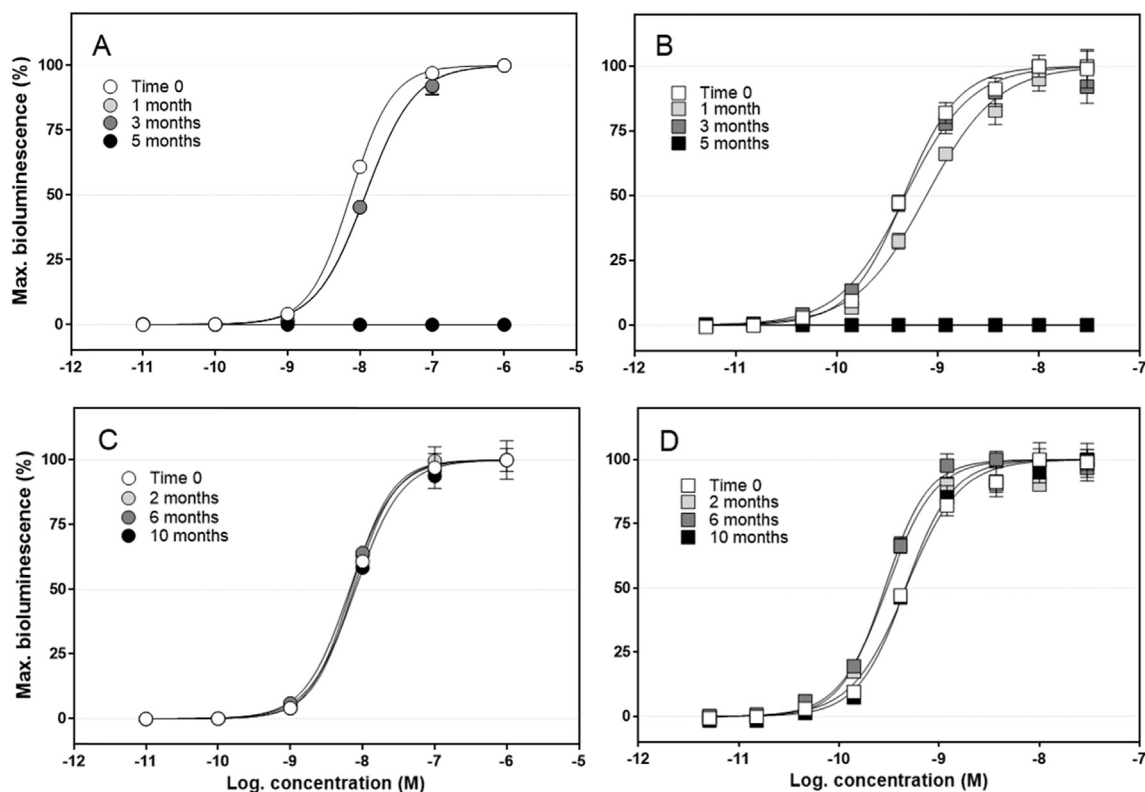 A
Time 0
1 month
3 months
5 months
Max. bioluminescence (%)
100
75
50
25
0
-12 -11 -10 -9 -8 -7 -6 -5
B
Time 0
1 month
3 months
5 months
100
75
50
25
0
-12 -11 -10 -9 -8 -7
C
Time 0
2 months
6 months
10 months
Max. bioluminescence (%)
100
75
50
25
0
-12 -11 -10 -9 -8 -7 -6 -5
Log. concentration (M)
D
Time 0
2 months
6 months
10 months
100
75
50
25
0
-12 -11 -10 -9 -8 -7
Log. concentration (M)